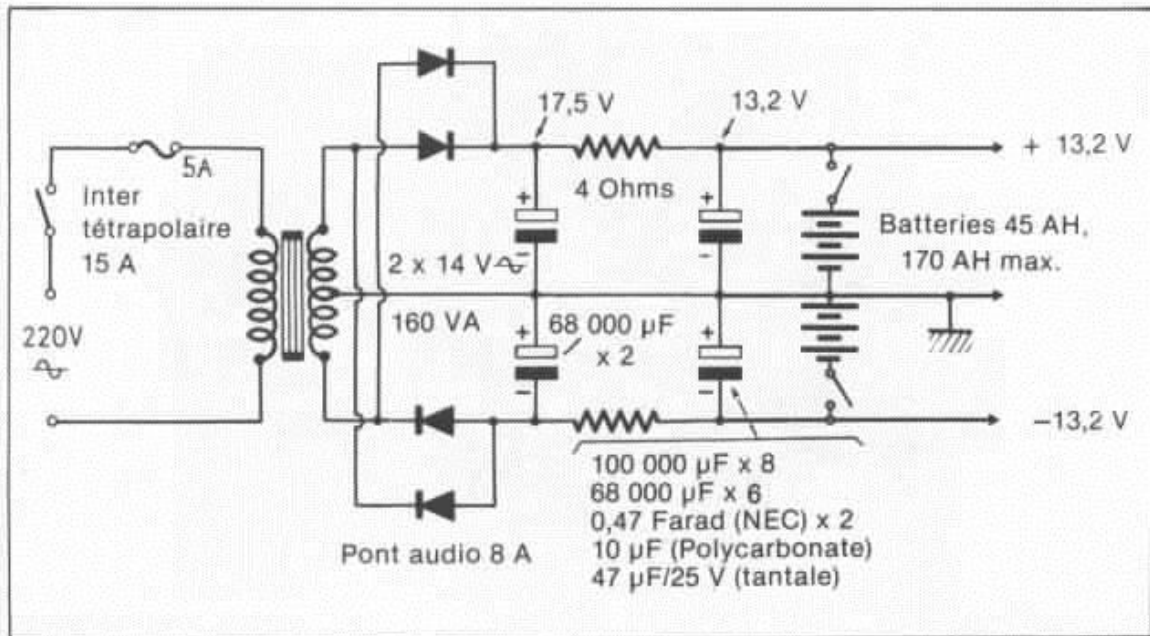 17,5 V
13,2 V
+ 13,2 V
5A
Inter
tétrapolaire
15 A
4 Ohms
+
+
Batteries 45 AH,
170 AH max.
2 x 14 V
-
-
160 VA
220V
+
68 000 µF
x 2
+
-
-
–13,2 V
100 000 µF x 8
68 000 µF x 6
0,47 Farad (NEC) x 2
10 µF (Polycarbonate)
47 µF/25 V (tantale)
Pont audio 8 A